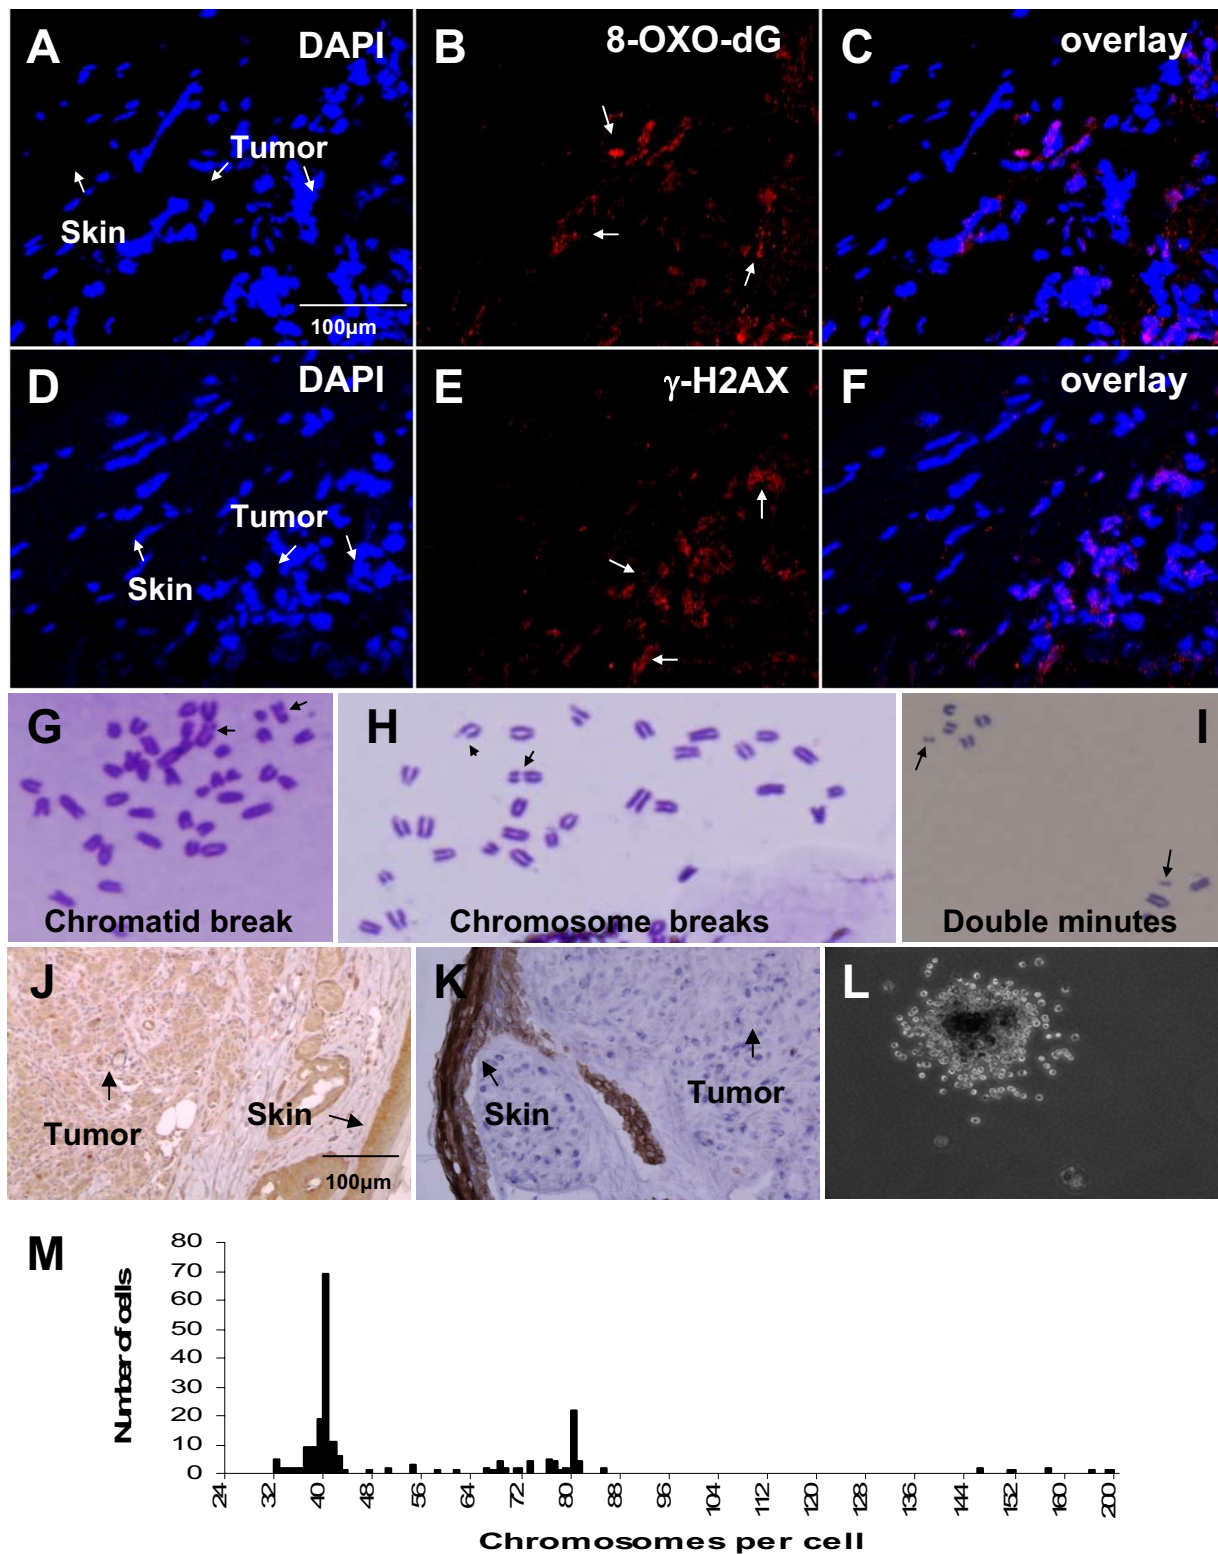 A DAPI
Tumor
Skin
100µm
B 8-OXO-dG
C overlay
D DAPI
Tumor
Skin
E γ-H2AX
F overlay
G
Chromatid break
H
Chromosome breaks
I
Double minutes
J
Tumor
Skin
100µm
K
Skin
Tumor
L
M
Number of cells
80
70
60
50
40
30
20
10
0
24 32 40 48 56 64 72 80 88 96 104 112 120 128 136 144 152 160 200
Chromosomes per cell